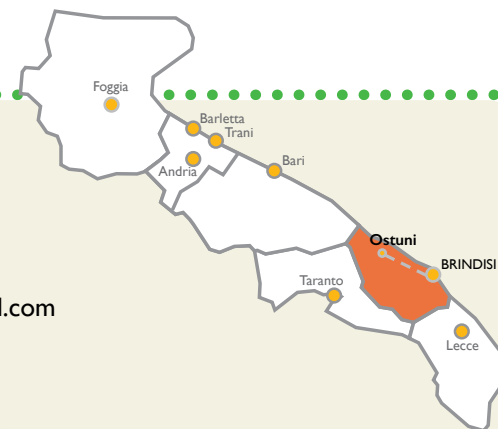 Foggia
Barletta
Trani
Andria
Bari
Ostuni
BRINDISI
Taranto
l.com
Lecce